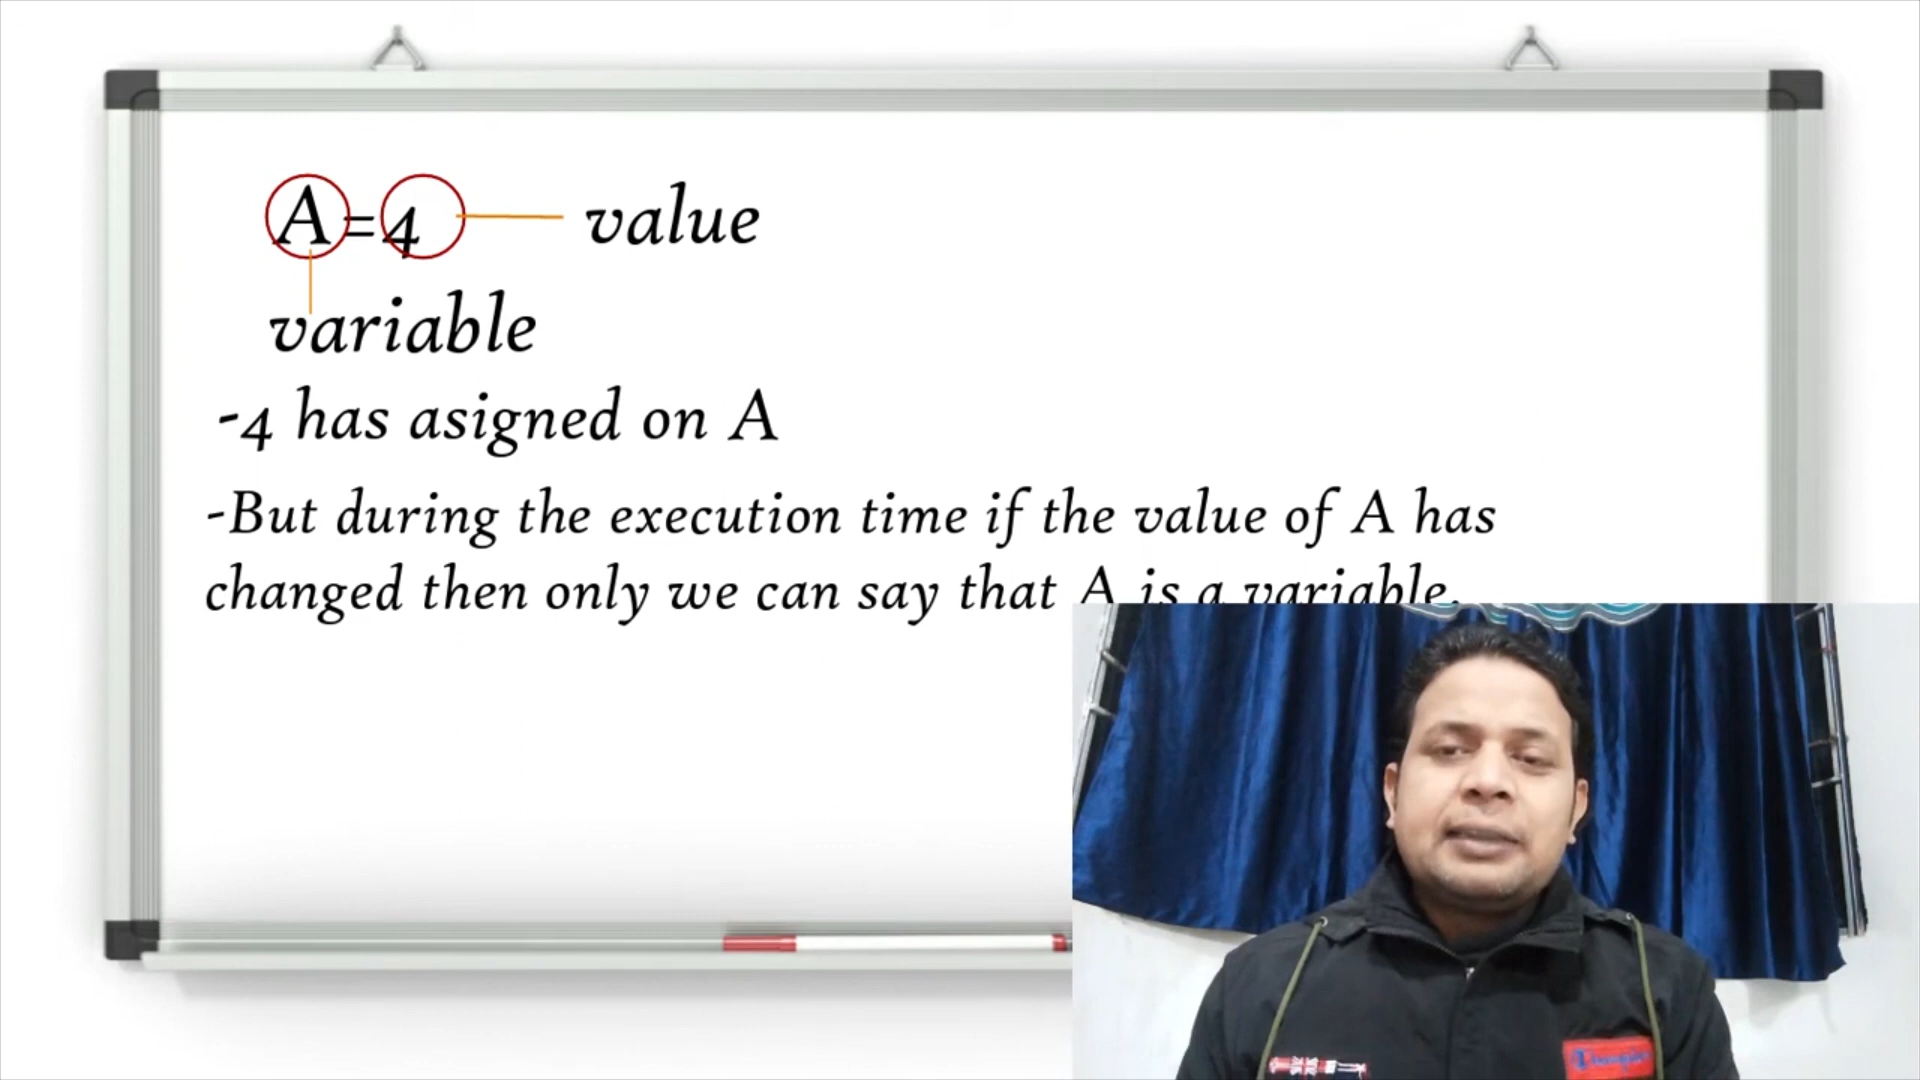 A=4 value
variable
-4 has asigned on A
-But during the execution time if the value of A has
changed then only we can say that A is a variable.